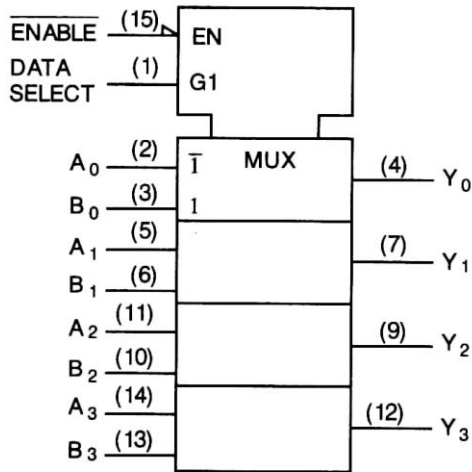 ENABLE (15) EN
DATA SELECT (1) G1
MUX
A0 (2) 1
B0 (3) 1
(4) Y0
A1 (5)
B1 (6)
(7) Y1
A2 (11)
B2 (10)
(9) Y2
A3 (14)
B3 (13)
(12) Y3